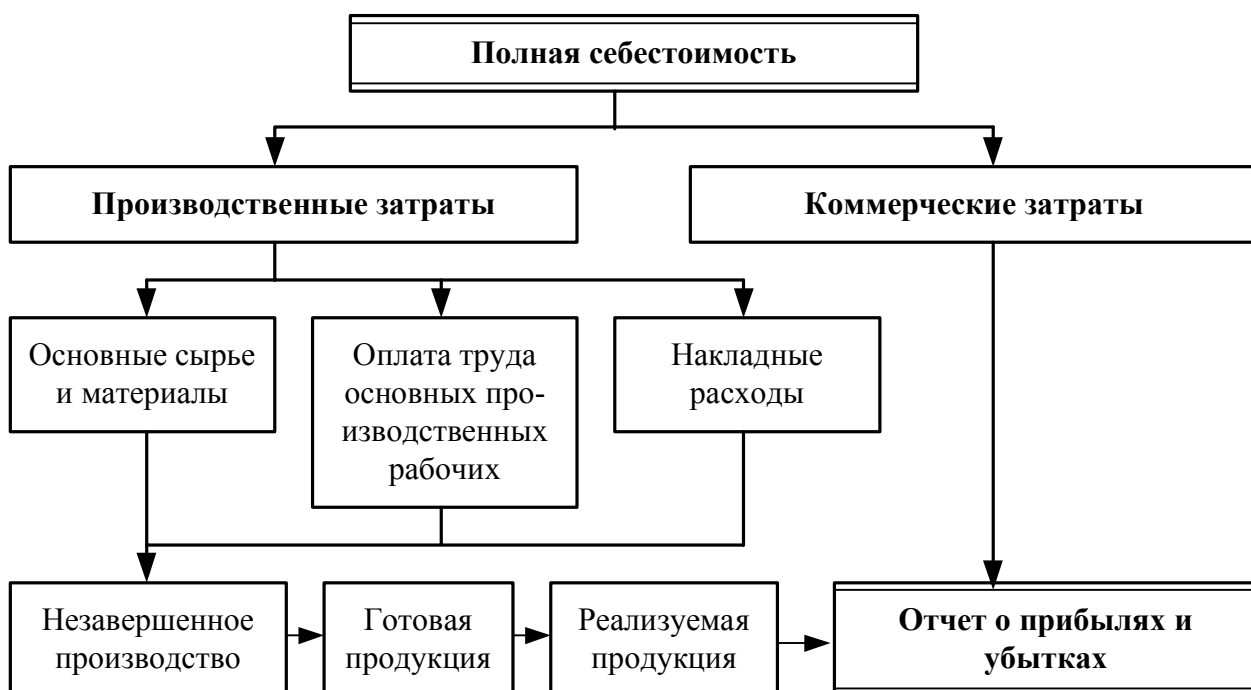 Полная себестоимость
Производственные затраты
Коммерческие затраты
Основные сырье
и материалы
Оплата труда
основных про-
изводственных
рабочих
Накладные
расходы
Незавершенное
производство
Готовая
продукция
Реализуемая
продукция
Отчет о прибылях и
убытках